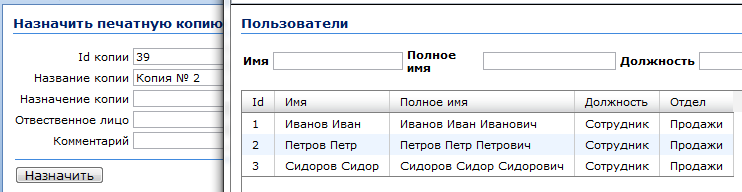 Назначить печатную копию
Id копии 39
Название копии Копия № 2
Назначение копии
Отвественное лицо
Комментарий
Назначить
Пользователи
Имя Полное имя Должность
Id Имя Полное имя Должность Отдел
1 Иванов Иван Иванов Иван Иванович Сотрудник Продажи
2 Петров Петр Петров Петр Петрович Сотрудник Продажи
3 Сидоров Сидор Сидоров Сидор Сидорович Сотрудник Продажи